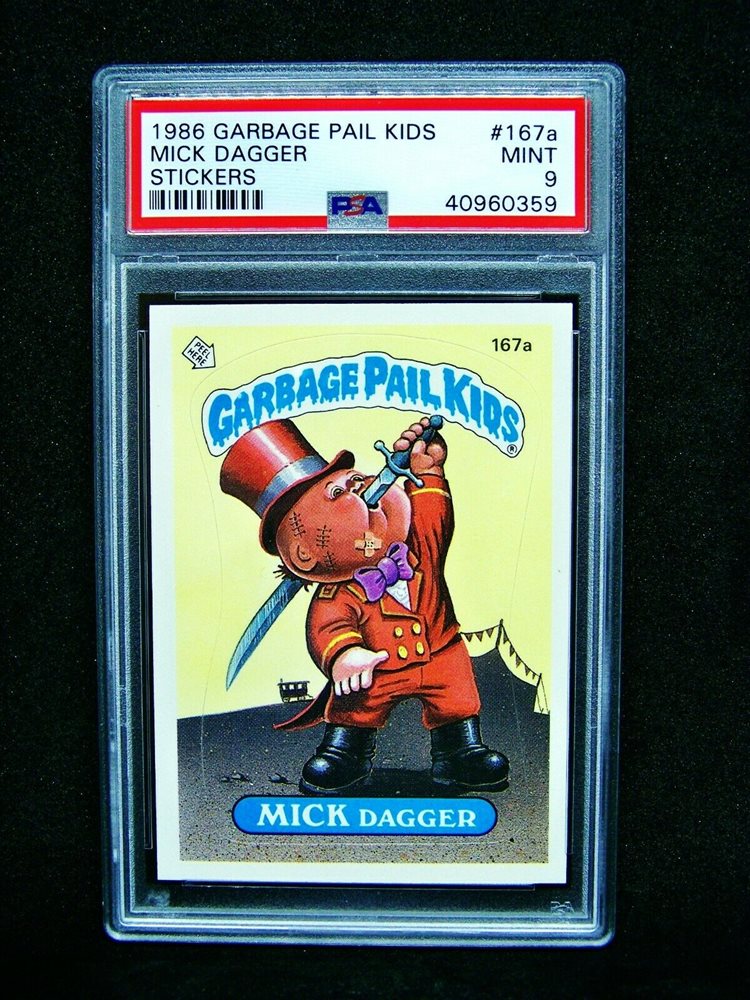 1986 GARBAGE PAIL KIDS #167a
MICK DAGGER MINT
STICKERS 9
PSA 40960359
PEEL HERE
167a
GARBAGE PAIL KIDS®
MICK DAGGER